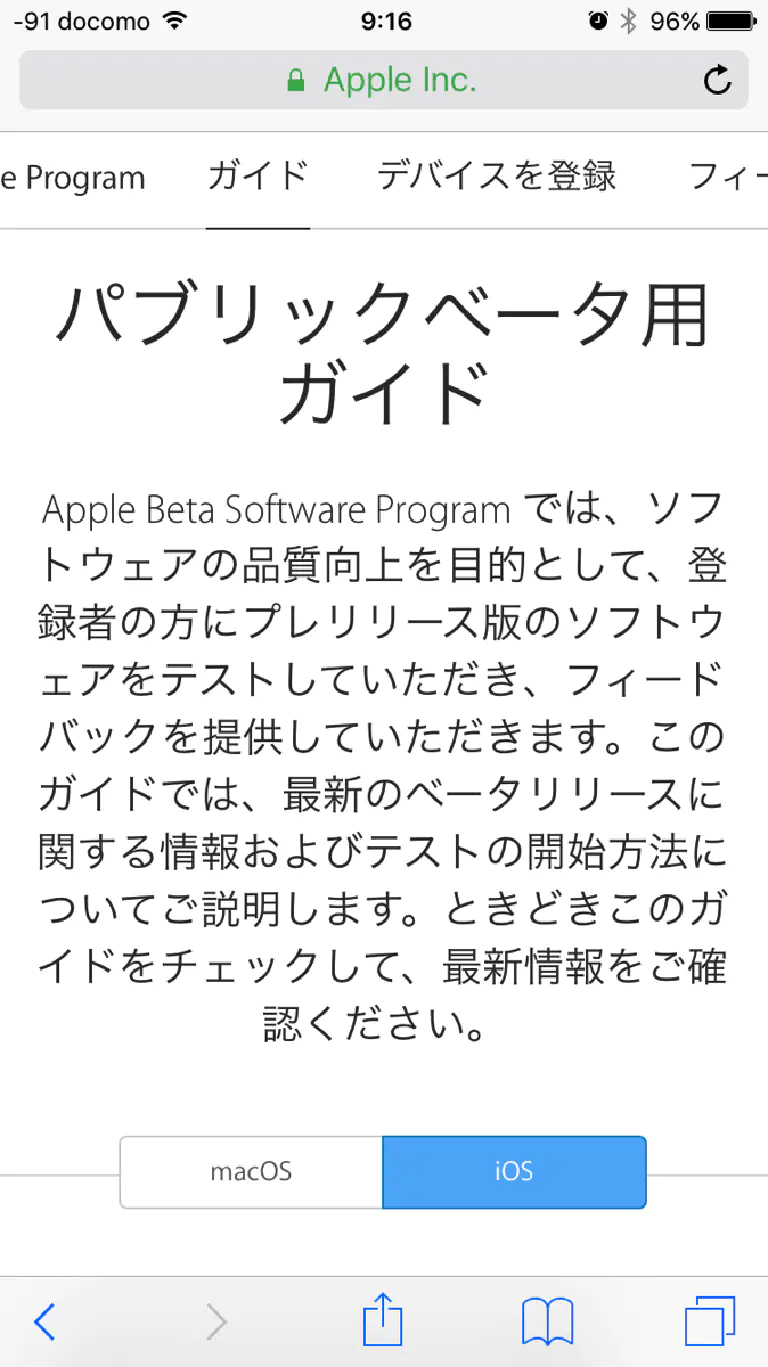 -91 docomo 9:16 96%
Apple Inc.
e Program ガイド デバイスを登録 フィー
パブリックベータ用
ガイド
Apple Beta Software Program では、ソフ
トウェアの品質向上を目的として、登
録者の方にプレリリース版のソフトウ
ェアをテストしていただき、フィード
バックを提供していただきます。この
ガイドでは、最新のベータリリースに
関する情報およびテストの開始方法に
ついてご説明します。ときどきこのガ
イドをチェックして、最新情報をご確
認ください。
macOS iOS